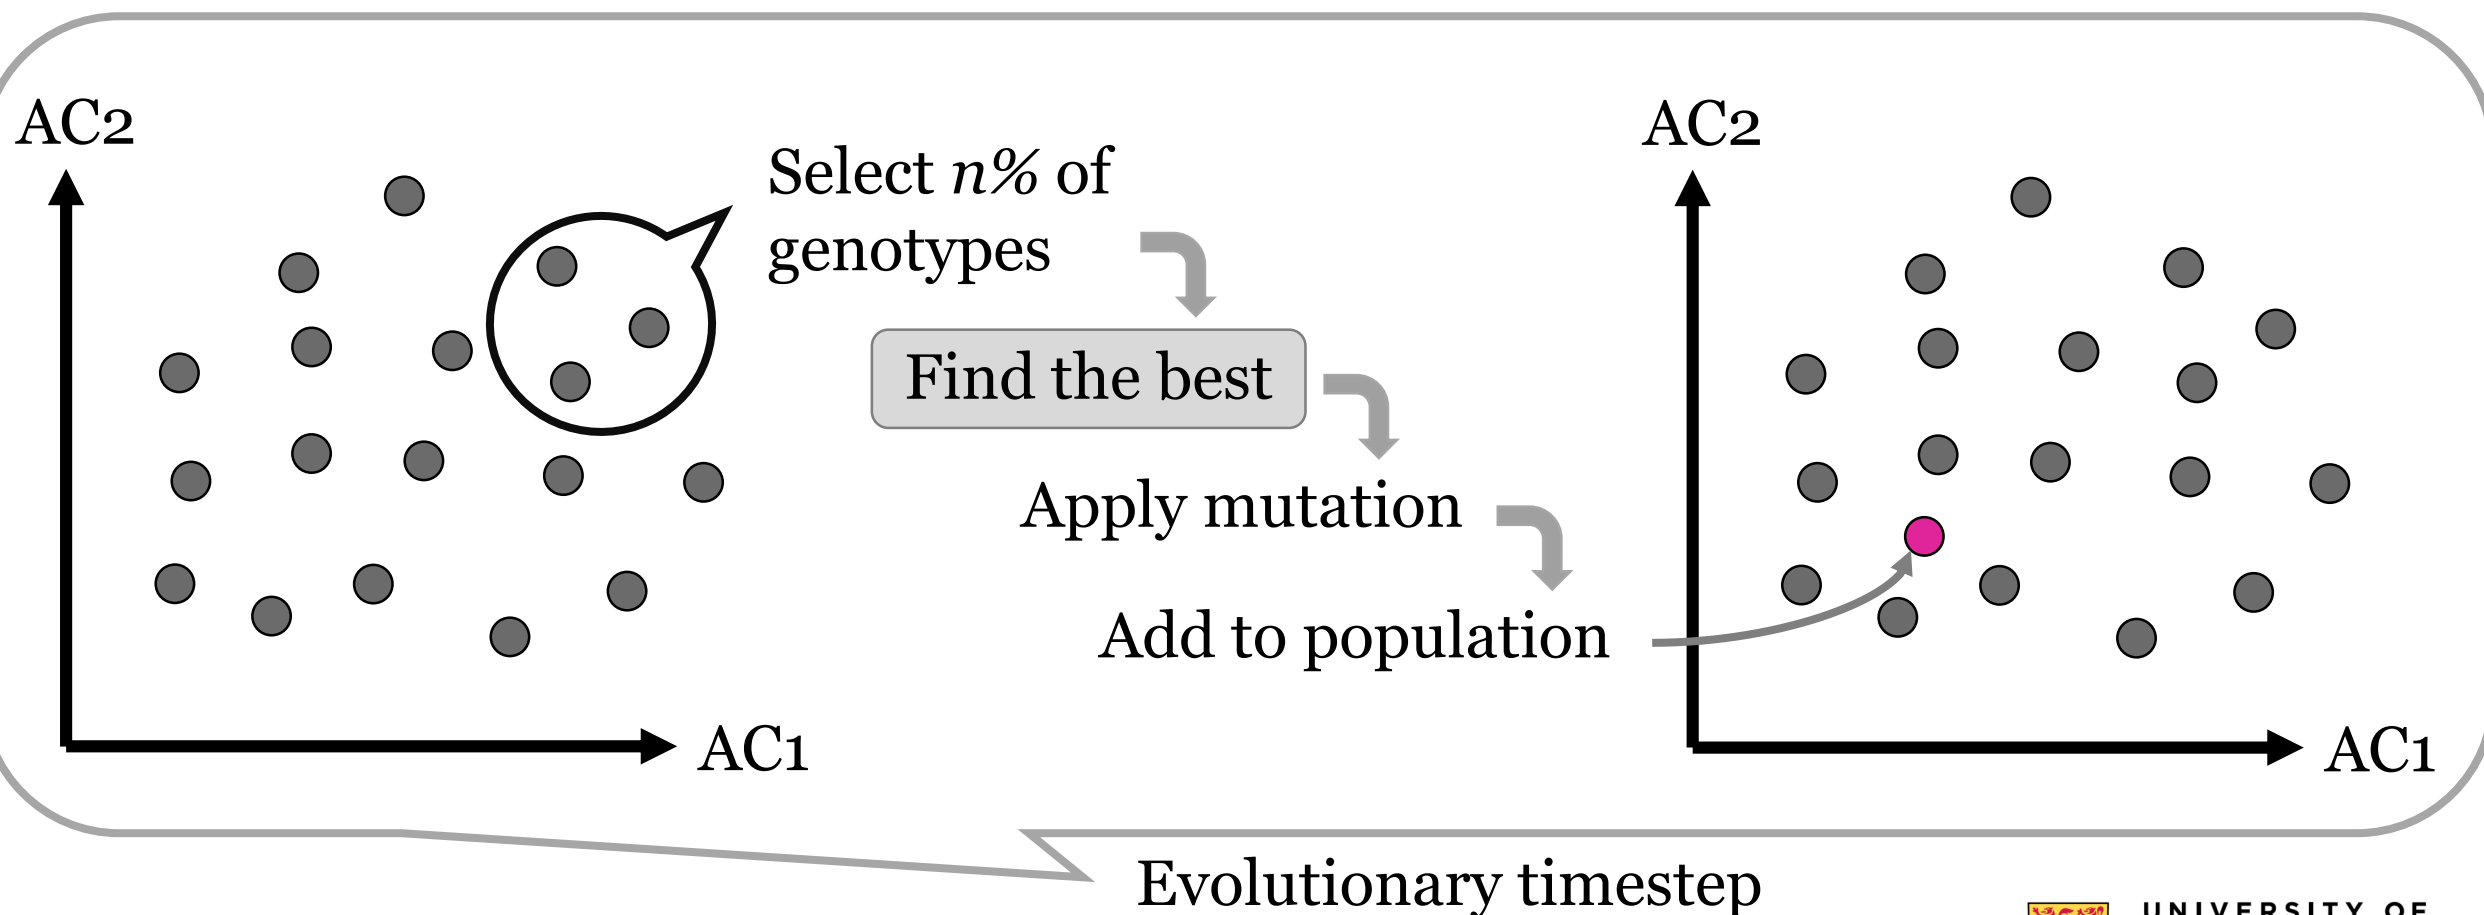 AC2
Select n% of
genotypes
Find the best
Apply mutation
Add to population
AC1
AC2
AC1
Evolutionary timestep
UNIVERSITY OF